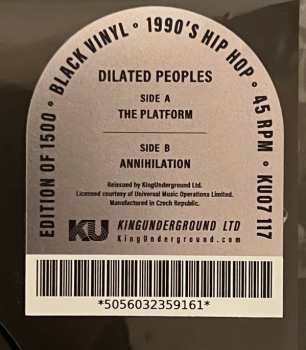 EDITION OF 1500 • BLACK VINYL • 1990'S HIP HOP • 45 RPM • KU07 117
DILATED PEOPLES
SIDE A
THE PLATFORM
SIDE B
ANNIHILATION
Reissued by KingUnderground Ltd.
Licensed courtesy of Universal Music Operations Limited.
Manufactured in Czech Republic.
KU KINGUNDERGROUND LTD
KingUnderground.com
*5056032359161*